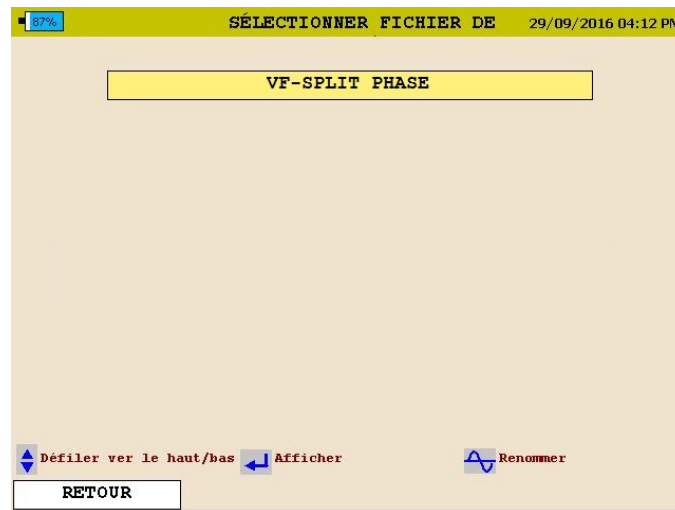 87% SÉLECTIONNER FICHIER DE 29/09/2016 04:12 PM
VF-SPLIT PHASE
Défiler ver le haut/bas Afficher Renommer
RETOUR